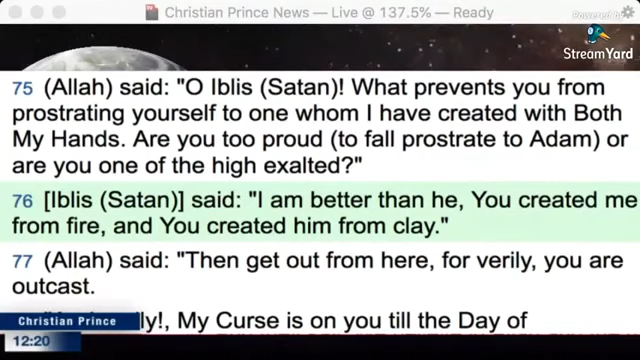 Christian Prince News — Live @ 137.5% — Ready
Powered by
StreamYard
75 (Allah) said: "O Iblis (Satan)! What prevents you from
prostrating yourself to one whom I have created with Both
My Hands. Are you too proud (to fall prostrate to Adam) or
are you one of the high exalted?"
76 [Iblis (Satan)] said: "I am better than he, You created me
from fire, and You created him from clay."
77 (Allah) said: "Then get out from here, for verily, you are
outcast.
ly!, My Curse is on you till the Day of
Christian Prince
12:20